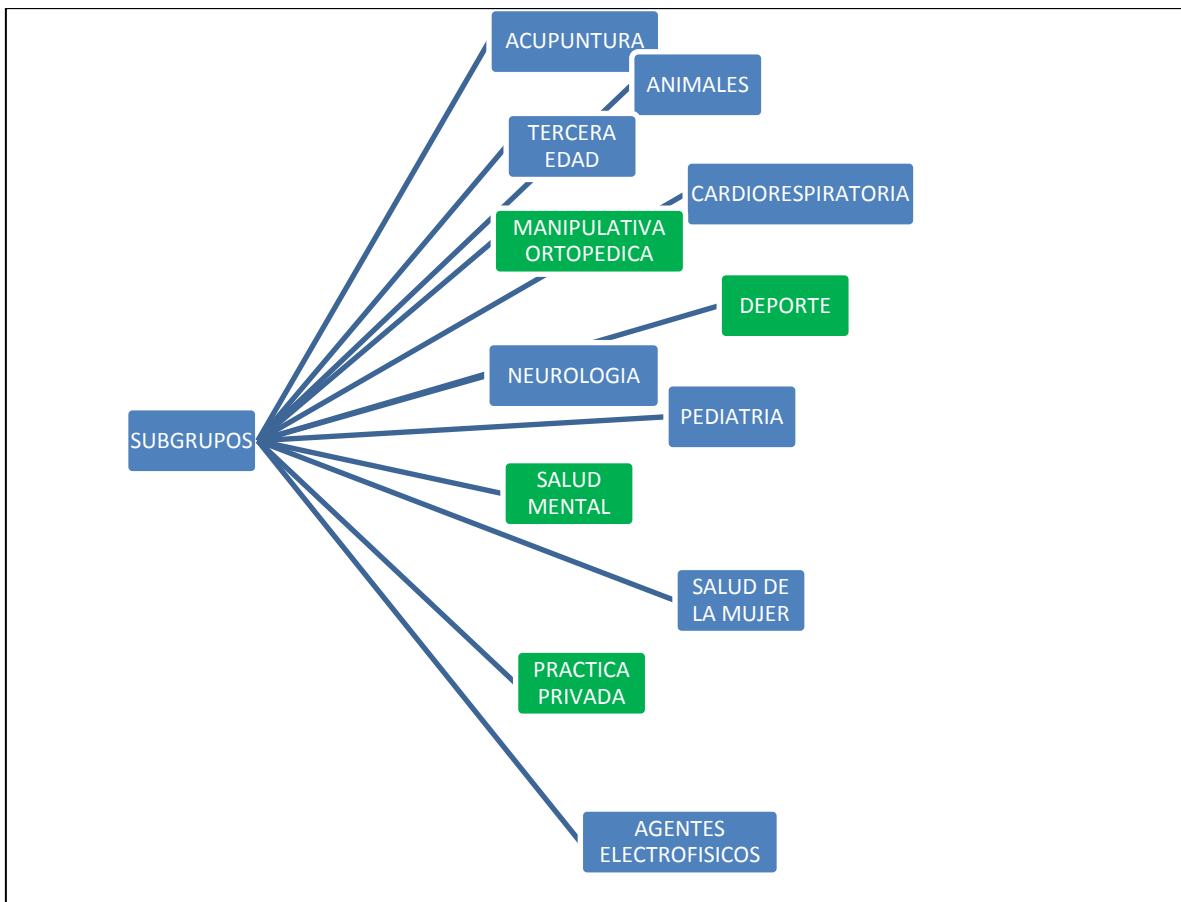 ACUPUNTURA
ANIMALES
TERCERA
EDAD
CARDIORESPIRATORIA
MANIPULATIVA
ORTOPEDICA
DEPORTE
NEUROLOGIA
PEDIATRIA
SUBGRUPOS
SALUD
MENTAL
SALUD DE
LA MUJER
PRACTICA
PRIVADA
AGENTES
ELECTROFISICOS